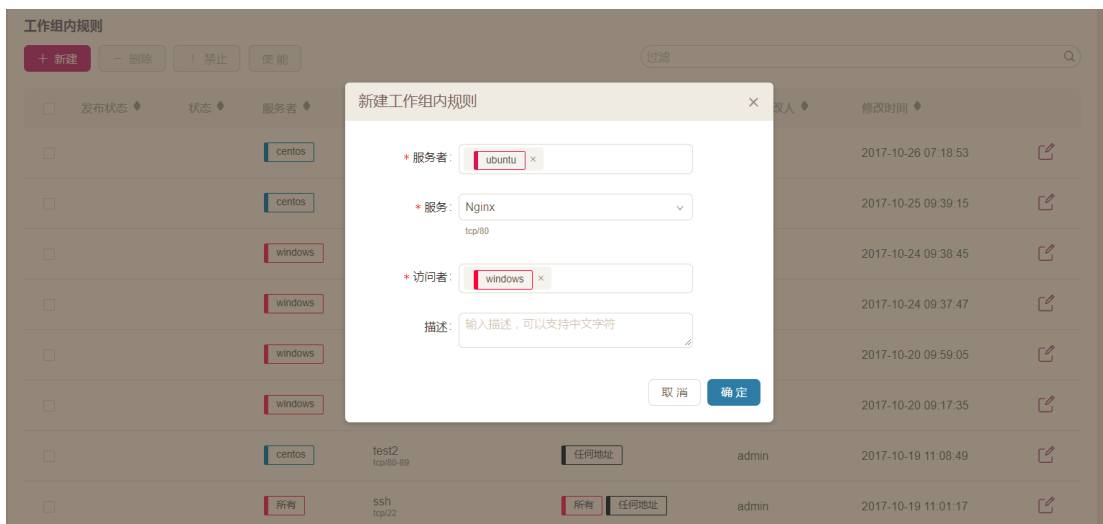 工作组内规则
+ 新建 − 删除 ! 禁止 使能 过滤
发布状态 状态 服务者 改人 修改时间
新建工作组内规则 ×
* 服务者: ubuntu ×
* 服务: Nginx
tcp/80
* 访问者: windows ×
描述: 输入描述，可以支持中文字符
取消 确定
centos 2017-10-26 07:18:53
centos 2017-10-25 09:39:15
windows 2017-10-24 09:38:45
windows 2017-10-24 09:37:47
windows 2017-10-20 09:59:05
windows 2017-10-20 09:17:35
centos test2 任何地址 admin 2017-10-19 11:08:49
tcp/80-89
所有 ssh 所有 任何地址 admin 2017-10-19 11:01:17
tcp/22